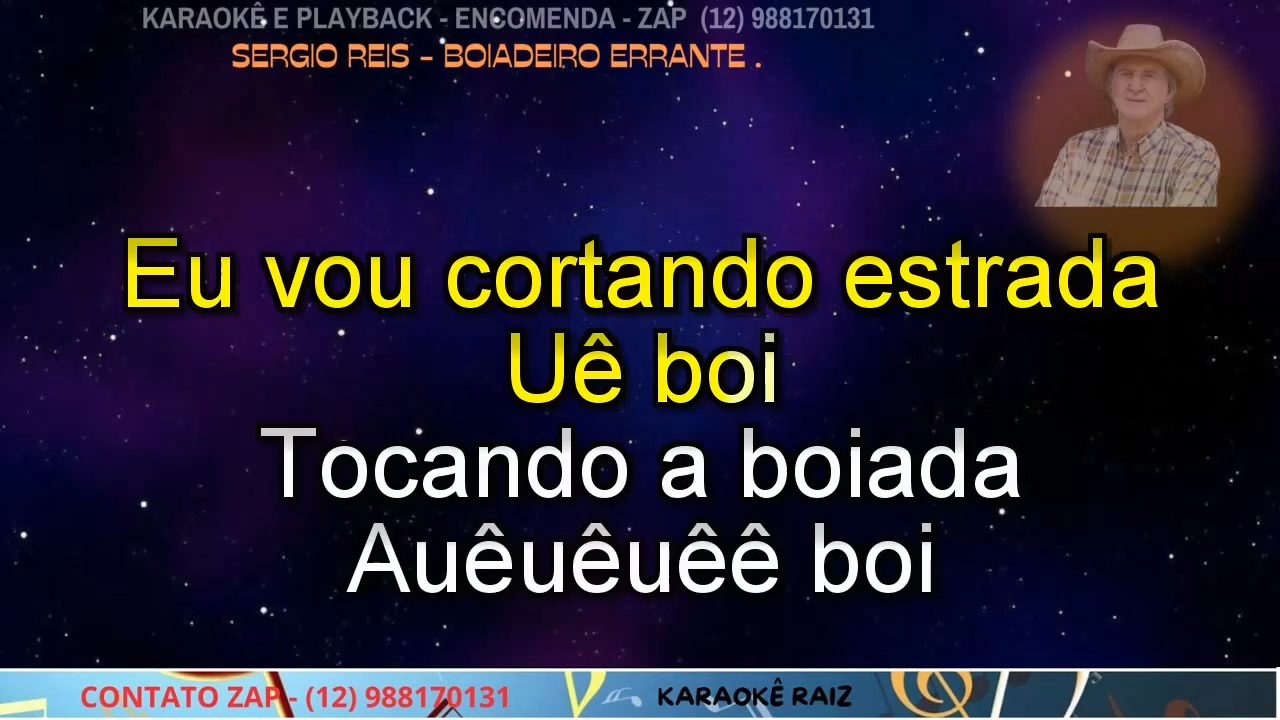 KARAOKÊ E PLAYBACK - ENCOMENDA - ZAP (12) 988170131
SERGIO REIS - BOIADEIRO ERRANTE .
Eu vou cortando estrada
Uê boi
Tocando a boiada
Auêuêuêê boi
CONTATO ZAP - (12) 988170131
KARAOKÊ RAIZ